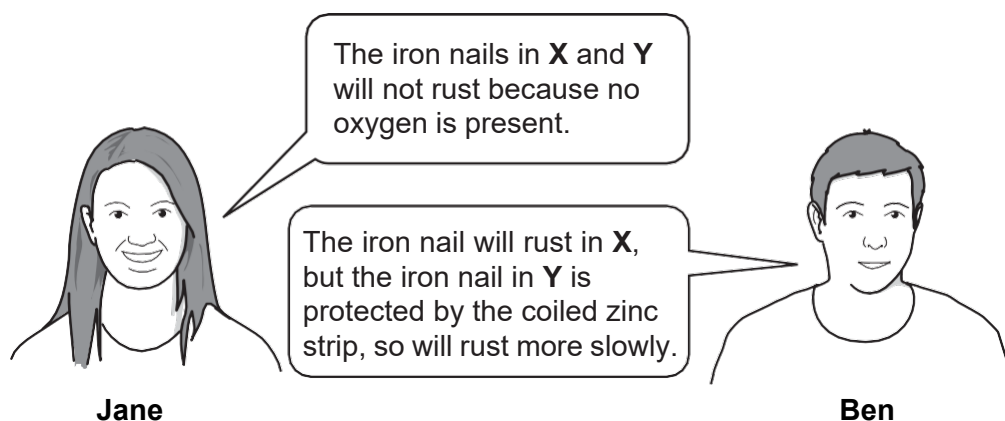 The iron nails in X and Y
will not rust because no
oxygen is present.
The iron nail will rust in X,
but the iron nail in Y is
protected by the coiled zinc
strip, so will rust more slowly.
Jane
Ben